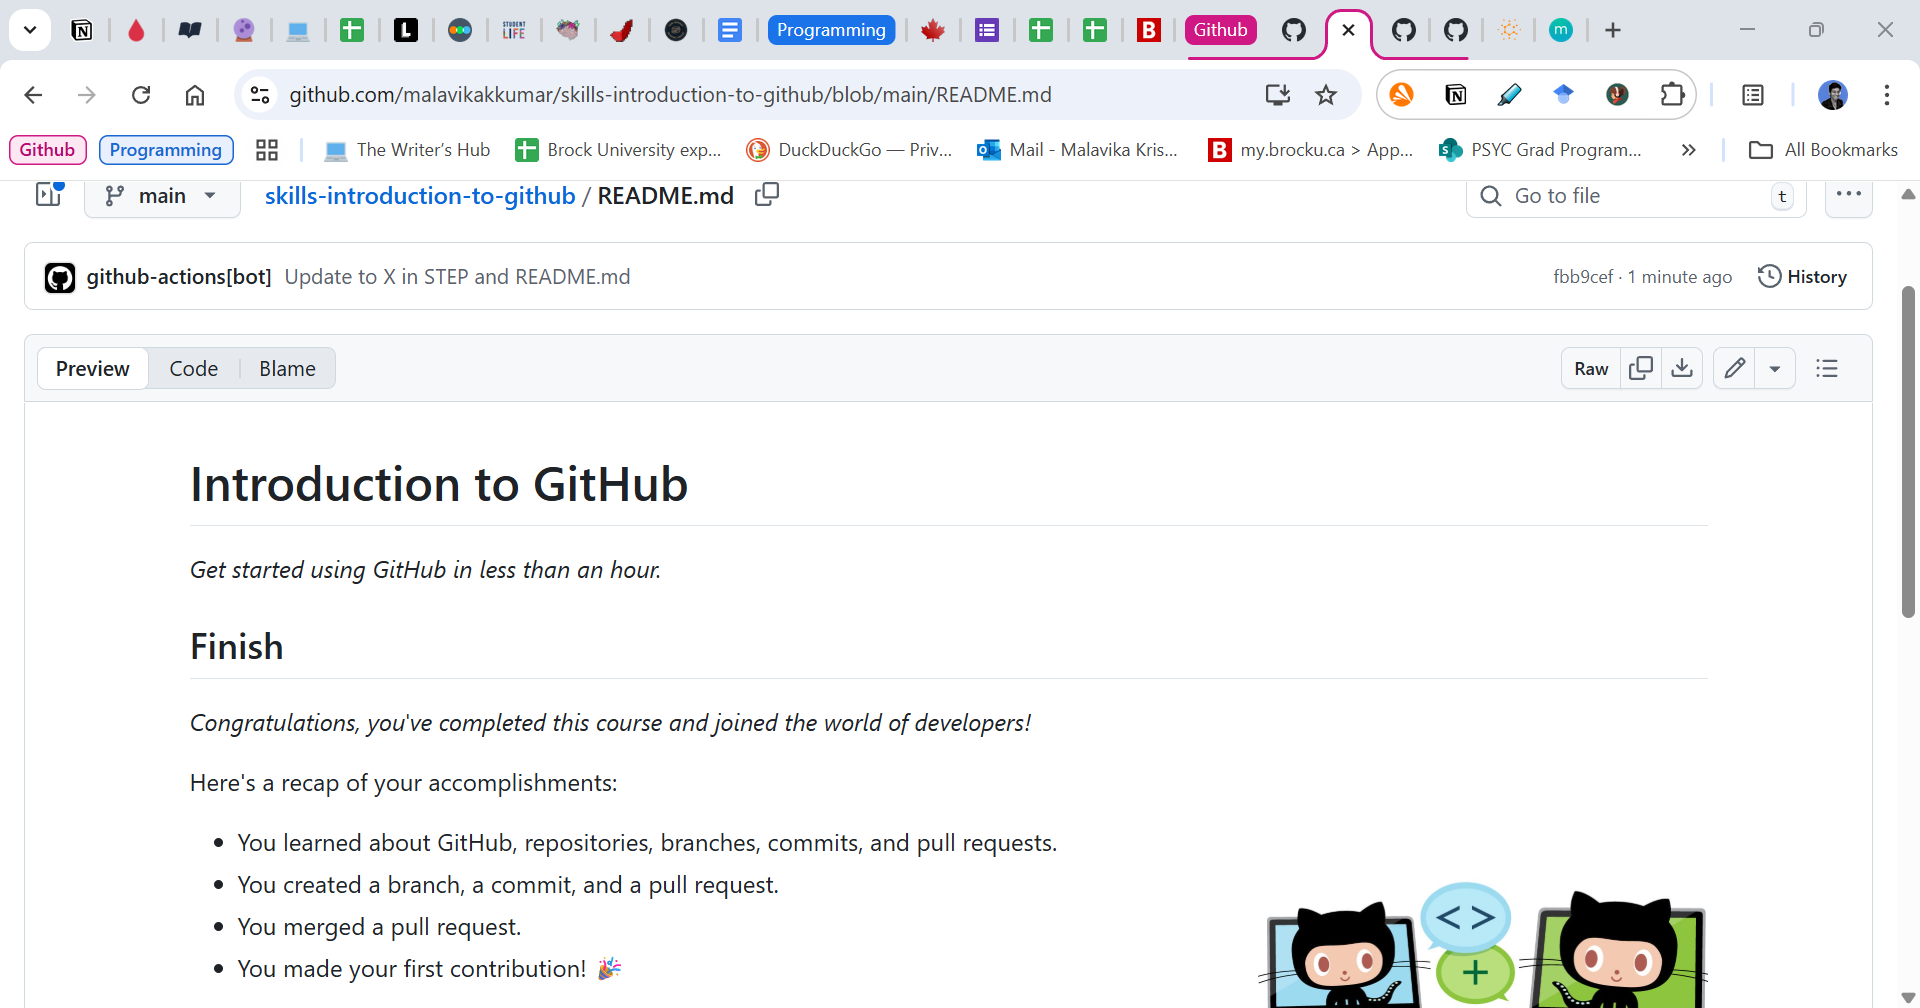 STUDENT LIFE
Programming
Github
m
github.com/malavikakkumar/skills-introduction-to-github/blob/main/README.md
Github
Programming
The Writer’s Hub
Brock University exp...
DuckDuckGo — Priv...
Mail - Malavika Kris...
my.brocku.ca > App...
PSYC Grad Program...
All Bookmarks
main
skills-introduction-to-github / README.md
Go to file
t
github-actions[bot] Update to X in STEP and README.md
fbb9cef · 1 minute ago
History
Preview
Code
Blame
Raw
Introduction to GitHub
Get started using GitHub in less than an hour.
Finish
Congratulations, you've completed this course and joined the world of developers!
Here's a recap of your accomplishments:
• You learned about GitHub, repositories, branches, commits, and pull requests.
• You created a branch, a commit, and a pull request.
• You merged a pull request.
• You made your first contribution! 🎉
<>
+